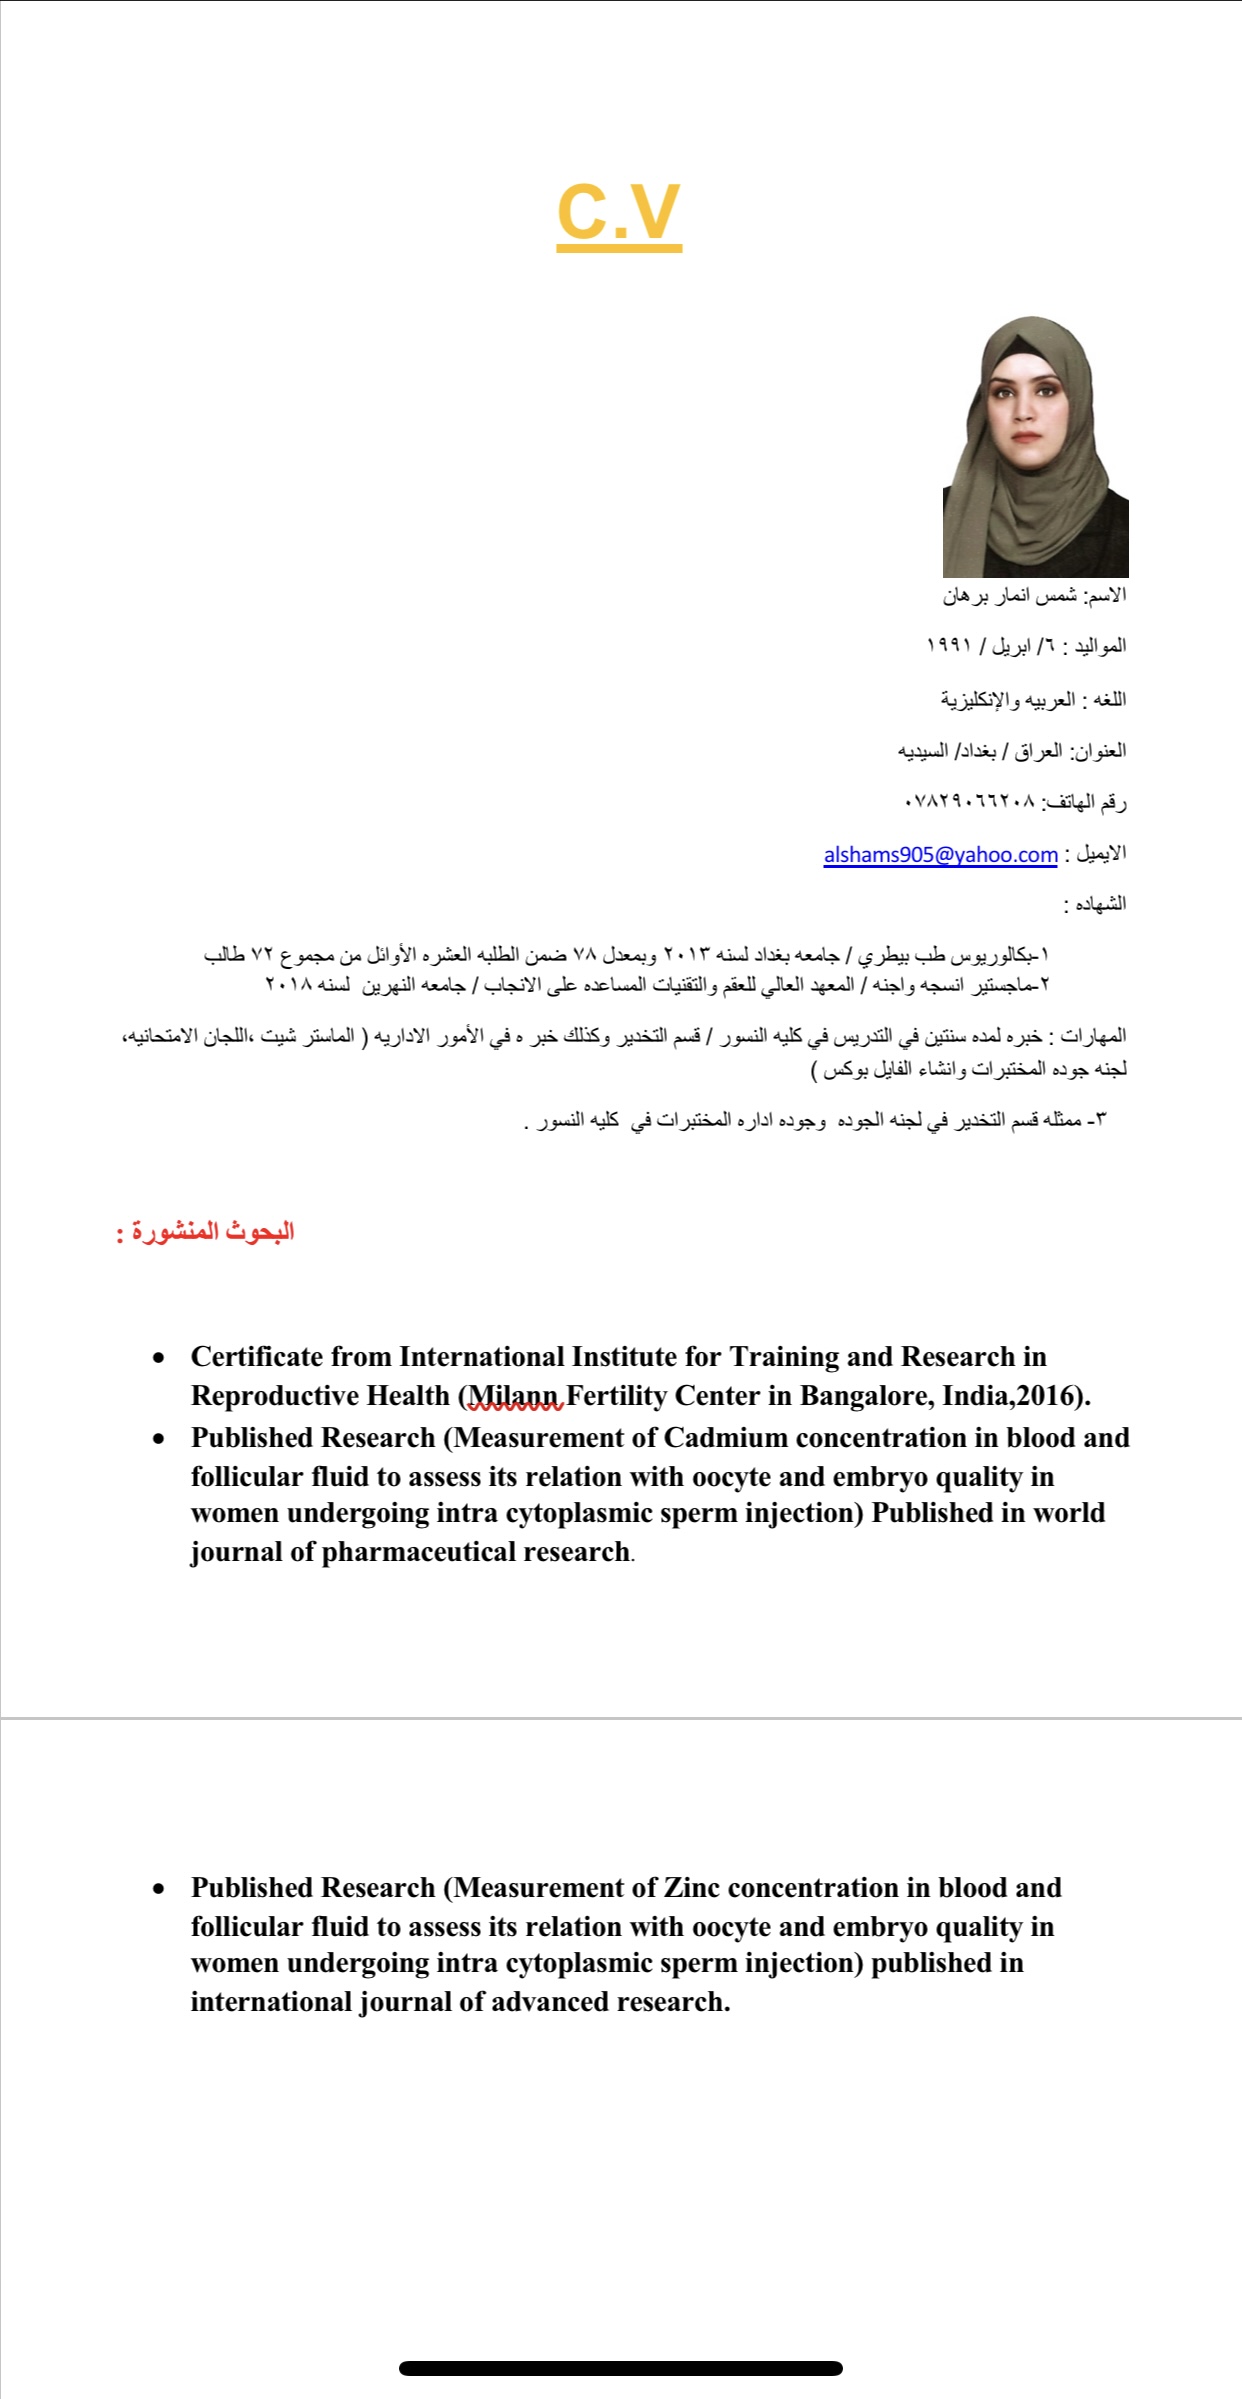 C.V
الاسم: شمس انمار برهان
المواليد : ٦/ ابريل / ١٩٩١
اللغه : العربيه والإنكليزية
العنوان: العراق / بغداد/ السيديه
رقم الهاتف: ٠٧٨٢٩٠٦٦٢٠٨
الايميل : alshams905@yahoo.com
الشهاده :
١-بكالوريوس طب بيطري / جامعه بغداد لسنه ٢٠١٣ وبمعدل ٧٨ ضمن الطلبه العشره الأوائل من مجموع ٧٢ طالب
٢-ماجستير انسجه واجنه / المعهد العالي للعقم والتقنيات المساعده على الانجاب / جامعه النهرين لسنه ٢٠١٨
المهارات : خبره لمده سنتين في التدريس في كليه النسور / قسم التخدير وكذلك خبر ه في الأمور الاداريه ( الماستر شيت ،اللجان الامتحانيه،
لجنه جوده المختبرات وانشاء الفايل بوكس )
٣- ممثله قسم التخدير في لجنه الجوده وجوده اداره المختبرات في كليه النسور .
البحوث المنشورة :
• Certificate from International Institute for Training and Research in
Reproductive Health (Milann Fertility Center in Bangalore, India,2016).
• Published Research (Measurement of Cadmium concentration in blood and
follicular fluid to assess its relation with oocyte and embryo quality in
women undergoing intra cytoplasmic sperm injection) Published in world
journal of pharmaceutical research.
• Published Research (Measurement of Zinc concentration in blood and
follicular fluid to assess its relation with oocyte and embryo quality in
women undergoing intra cytoplasmic sperm injection) published in
international journal of advanced research.